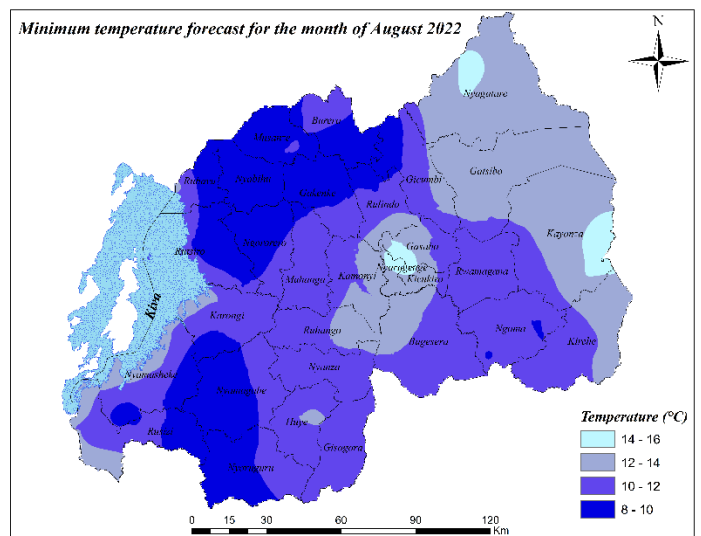 Minimum temperature forecast for the month of August 2022
N
Nyagatare
Burera
Musanze
Gatsibo
Rubavu
Nyabihu
Gakenke
Gicumbi
Rulindo
Kayonza
Ngororero
Rutsiro
Gasabo
Nyarugenge
Kicukiro
Rwamagana
Muhanga
Kamonyi
Kivu
Karongi
Ruhango
Bugesera
Ngoma
Kirehe
Nyamasheke
Nyanza
Nyamagabe
Huye
Rusizi
Gisagara
Nyaruguru
Temperature (°C)
14 - 16
12 - 14
10 - 12
8 - 10
0 15 30 60 90 120
Km